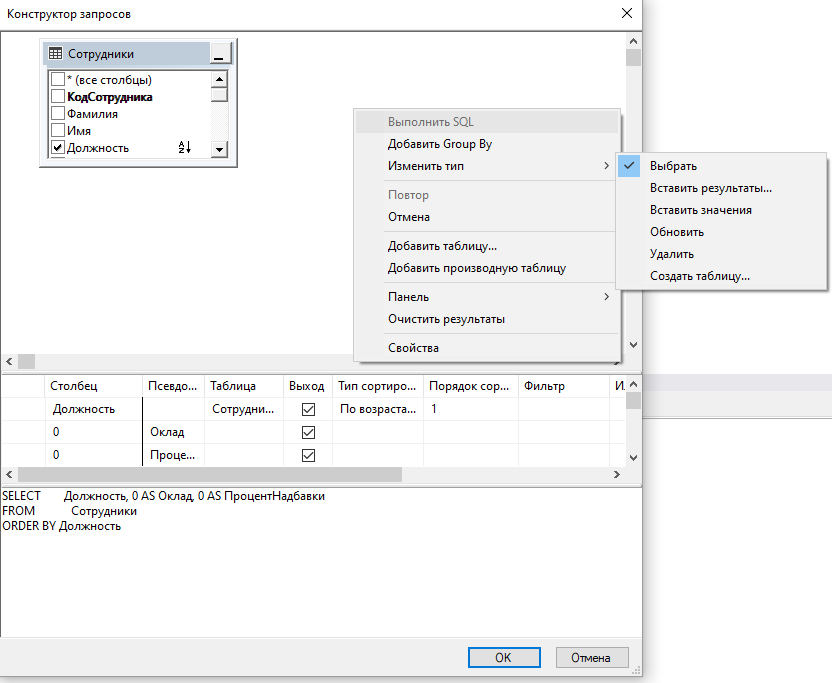 Конструктор запросов
Сотрудники
* (все столбцы)
КодСотрудника
Фамилия
Имя
Должность
Выполнить SQL
Добавить Group By
Изменить тип
Повтор
Отмена
Добавить таблицу...
Добавить производную таблицу
Панель
Очистить результаты
Свойства
Выбрать
Вставить результаты...
Вставить значения
Обновить
Удалить
Создать таблицу...
Столбец Псевдо... Таблица Выход Тип сортиро... Порядок сор... Фильтр И
Должность Сотрудни... По возраста... 1
0 Оклад
0 Проце...
SELECT Должность, 0 AS Оклад, 0 AS ПроцентНадбавки
FROM Сотрудники
ORDER BY Должность
OK Отмена